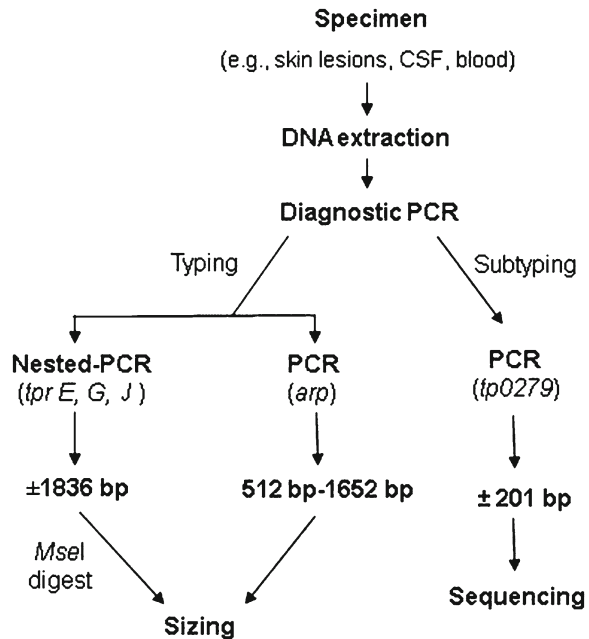 Specimen
(e.g., skin lesions, CSF, blood)
DNA extraction
Diagnostic PCR
Typing
Subtyping
Nested-PCR
(tpr E, G, J )
PCR
(arp)
PCR
(tp0279)
±1836 bp
512 bp-1652 bp
± 201 bp
MseI
digest
Sizing
Sequencing